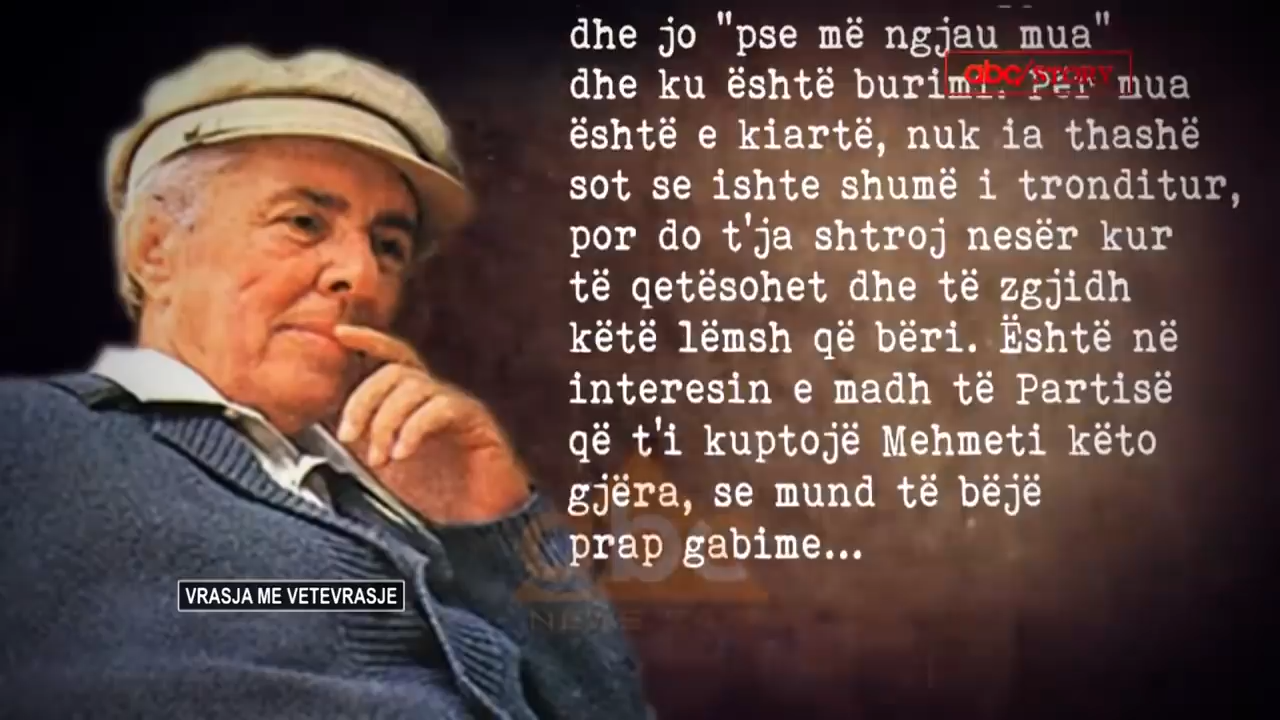 dhe jo "pse më ngjau mua"
abc/STORY
dhe ku është burimi. Për mua
është e kiartë, nuk ia thashë
sot se ishte shumë i tronditur,
por do t'ja shtroj nesër kur
të qetësohet dhe të zgjidh
këtë lëmsh që bëri. Është në
interesin e madh të Partisë
që t'i kuptojë Mehmeti këto
gjëra, se mund të bëjë
prap gabime...
abc
VRASJA ME VETEVRASJE